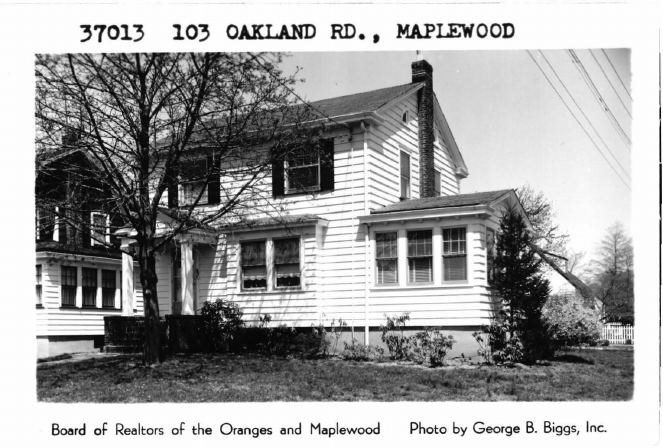 37013 103 OAKLAND RD., MAPLEWOOD
Board of Realtors of the Oranges and Maplewood Photo by George B. Biggs, Inc.